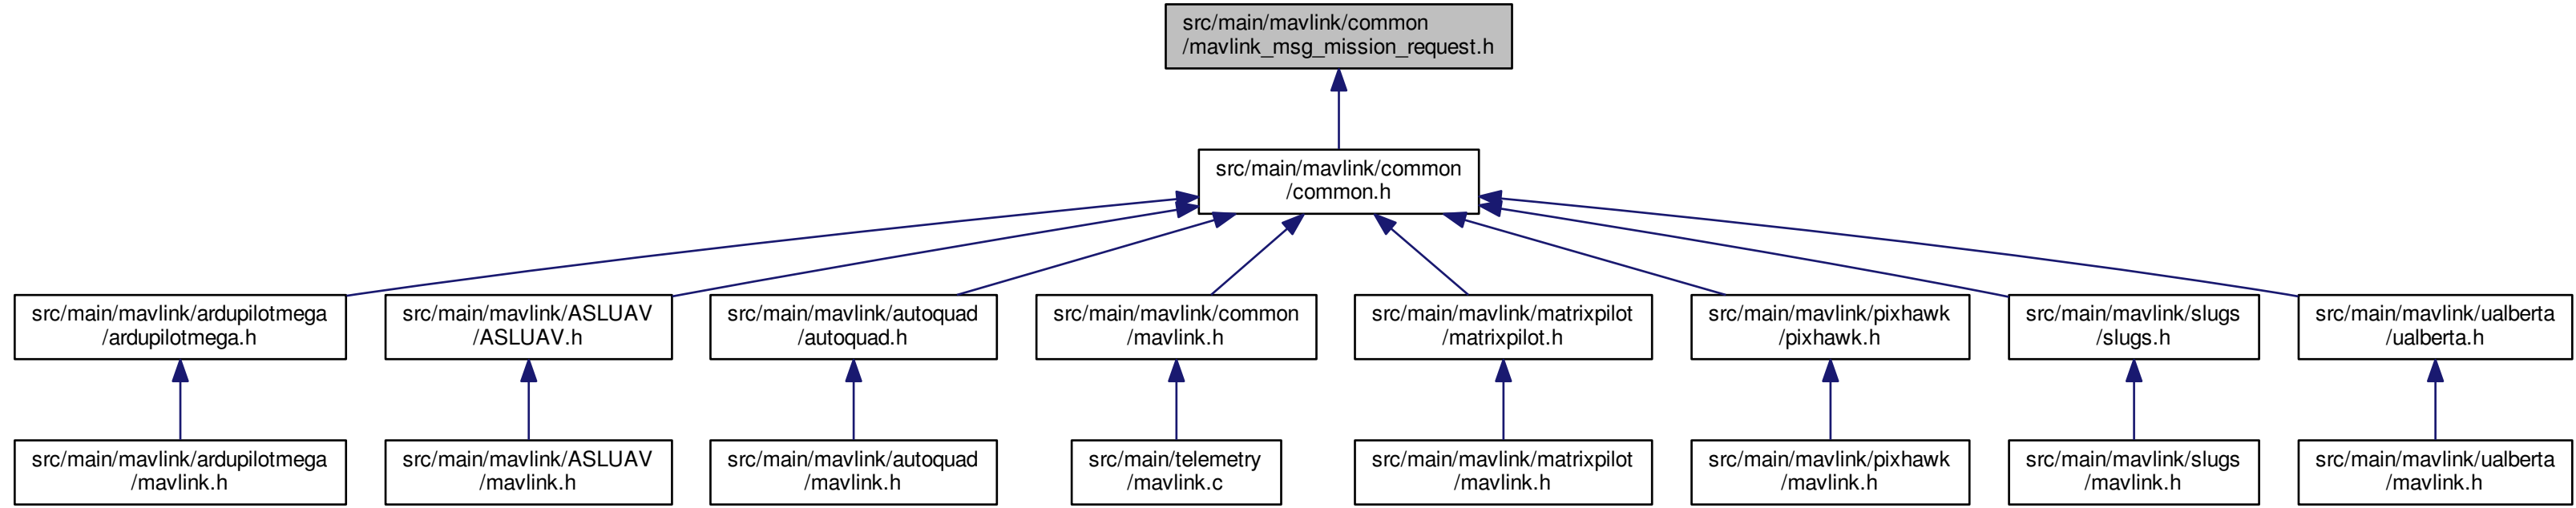 src/main/mavlink/common
/mavlink_msg_mission_request.h
src/main/mavlink/common
/common.h
src/main/mavlink/ardupilotmega
/ardupilotmega.h
src/main/mavlink/ASLUAV
/ASLUAV.h
src/main/mavlink/autoquad
/autoquad.h
src/main/mavlink/common
/mavlink.h
src/main/mavlink/matrixpilot
/matrixpilot.h
src/main/mavlink/pixhawk
/pixhawk.h
src/main/mavlink/slugs
/slugs.h
src/main/mavlink/ualberta
/ualberta.h
src/main/mavlink/ardupilotmega
/mavlink.h
src/main/mavlink/ASLUAV
/mavlink.h
src/main/mavlink/autoquad
/mavlink.h
src/main/telemetry
/mavlink.c
src/main/mavlink/matrixpilot
/mavlink.h
src/main/mavlink/pixhawk
/mavlink.h
src/main/mavlink/slugs
/mavlink.h
src/main/mavlink/ualberta
/mavlink.h